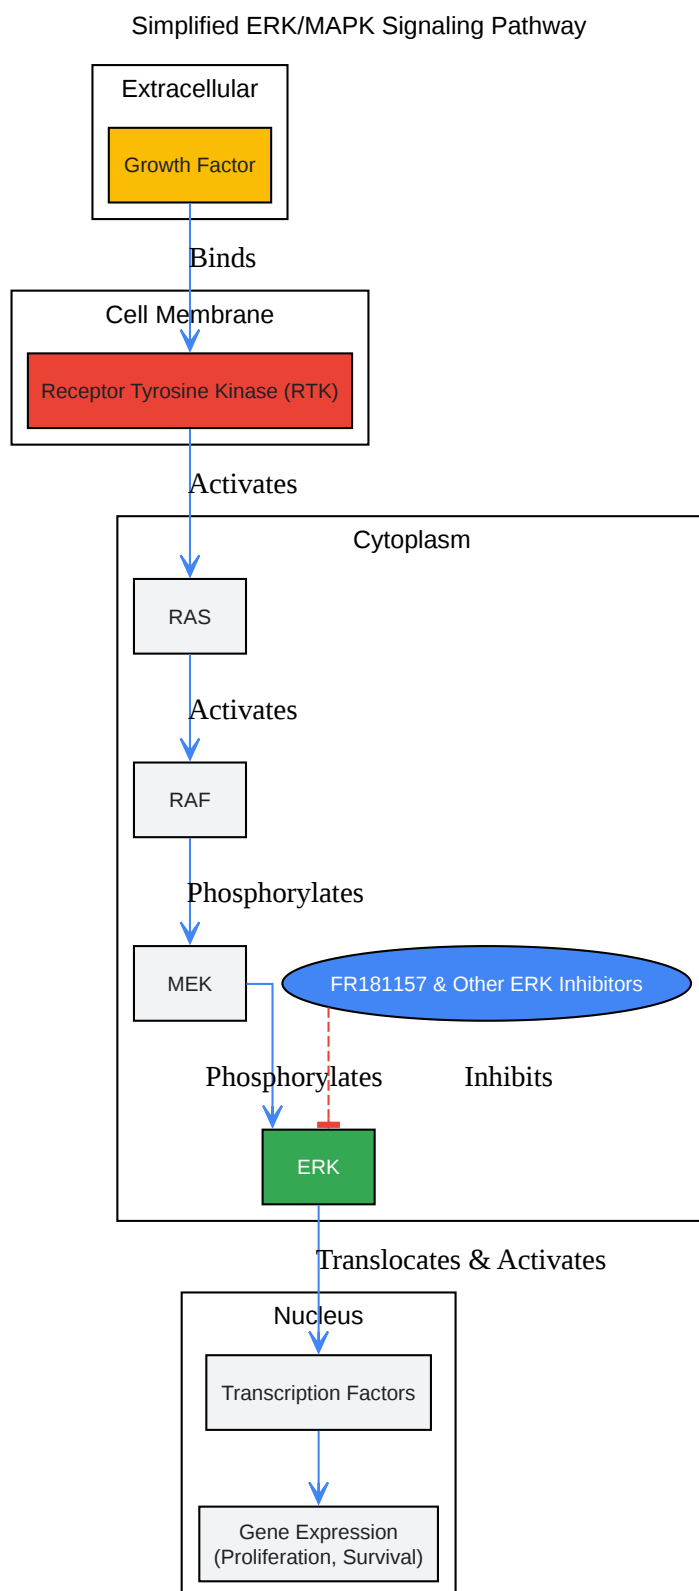 Simplified ERK/MAPK Signaling Pathway
Extracellular
Growth Factor
Binds
Cell Membrane
Receptor Tyrosine Kinase (RTK)
Activates
Cytoplasm
RAS
Activates
RAF
Phosphorylates
MEK
FR181157 & Other ERK Inhibitors
Phosphorylates
Inhibits
ERK
Translocates & Activates
Nucleus
Transcription Factors
Gene Expression
(Proliferation, Survival)